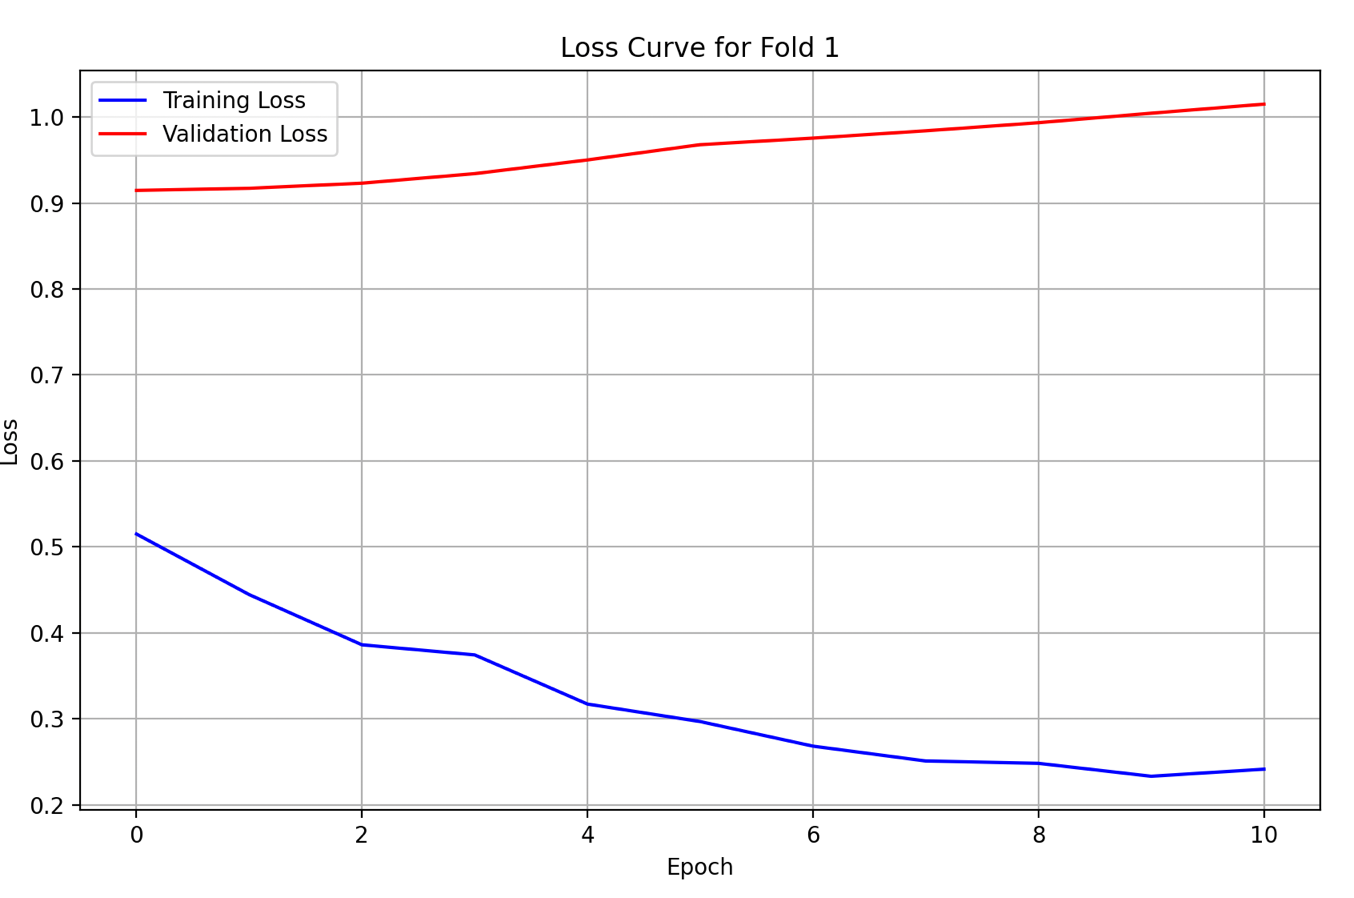 Loss Curve for Fold 1
Training Loss
Validation Loss
1.0
0.9
0.8
0.7
0.6
0.5
0.4
0.3
0.2
Loss
0 2 4 6 8 10
Epoch